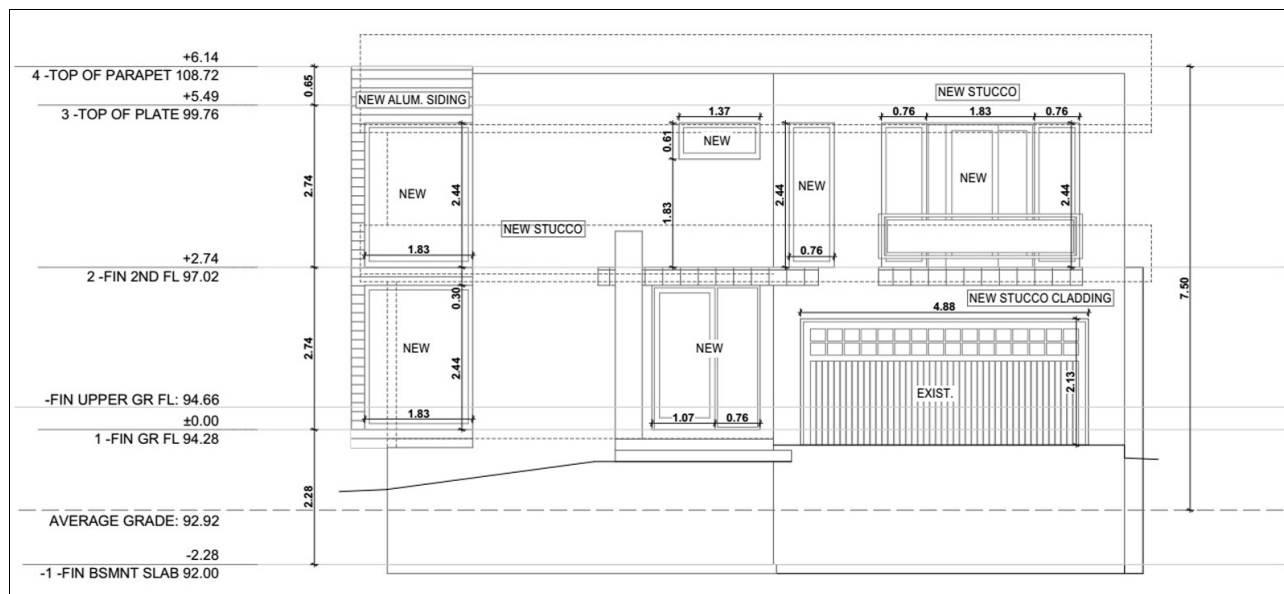 +6.14
4 -TOP OF PARAPET 108.72
0.65
+5.49
3 -TOP OF PLATE 99.76
NEW ALUM. SIDING
NEW STUCCO
1.37
0.76
1.83
0.76
0.61
NEW
NEW
2.44
2.74
1.83
2.44
NEW
NEW
2.44
1.83
NEW STUCCO
0.76
+2.74
2 -FIN 2ND FL 97.02
0.30
NEW STUCCO CLADDING
7.50
4.88
2.74
NEW
2.44
NEW
EXIST.
2.13
-FIN UPPER GR FL: 94.66
1.83
1.07
0.76
±0.00
1 -FIN GR FL 94.28
2.28
AVERAGE GRADE: 92.92
-2.28
-1 -FIN BSMNT SLAB 92.00